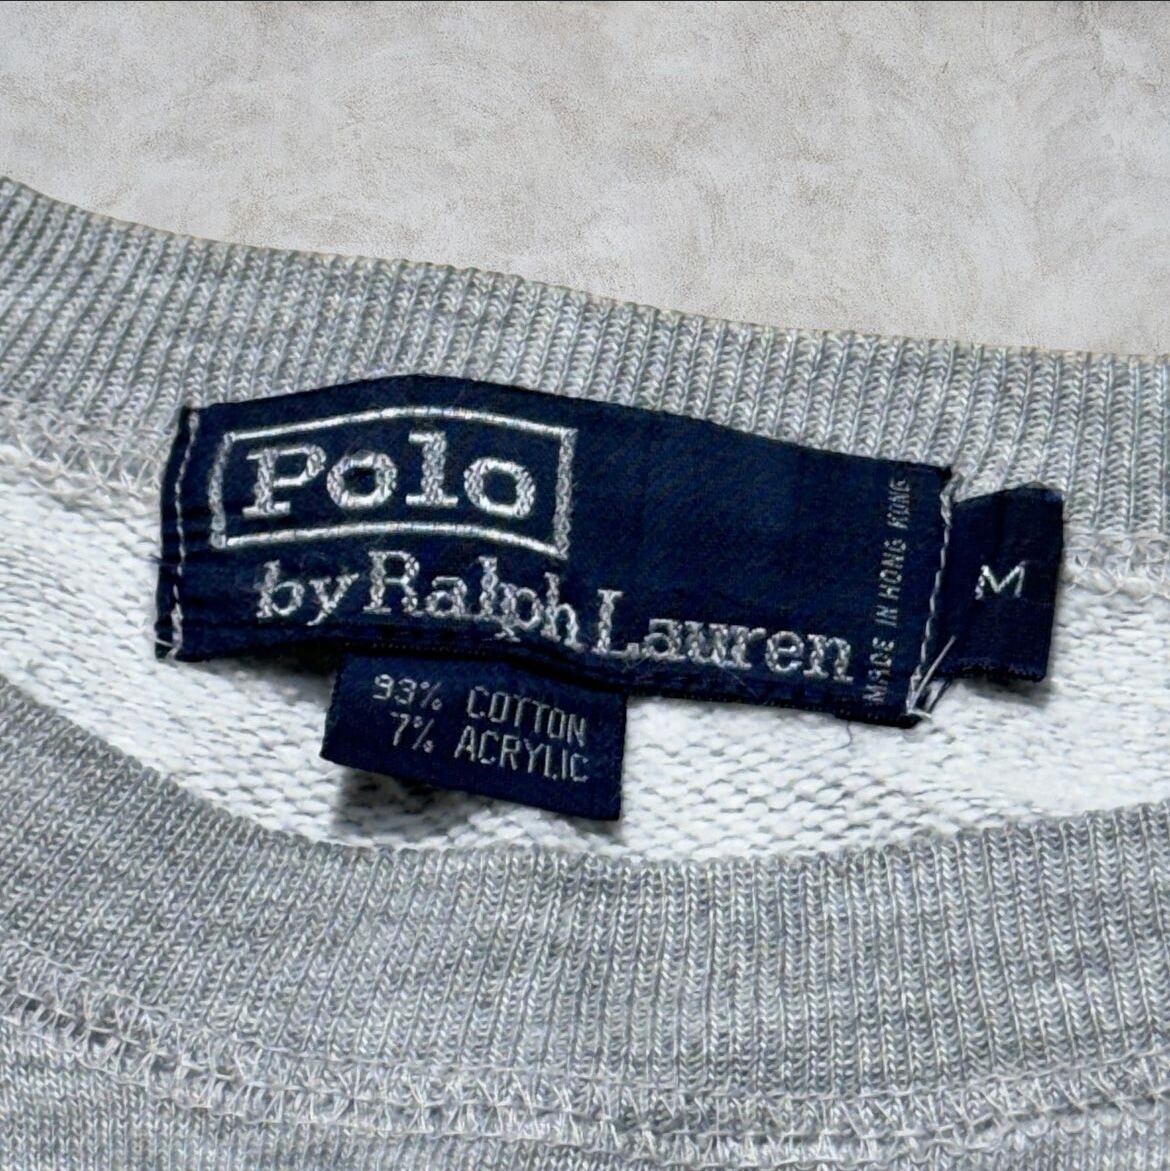 Polo
by Ralph Lauren
MADE IN HONG KONG
M
93% COTTON
7% ACRYLIC